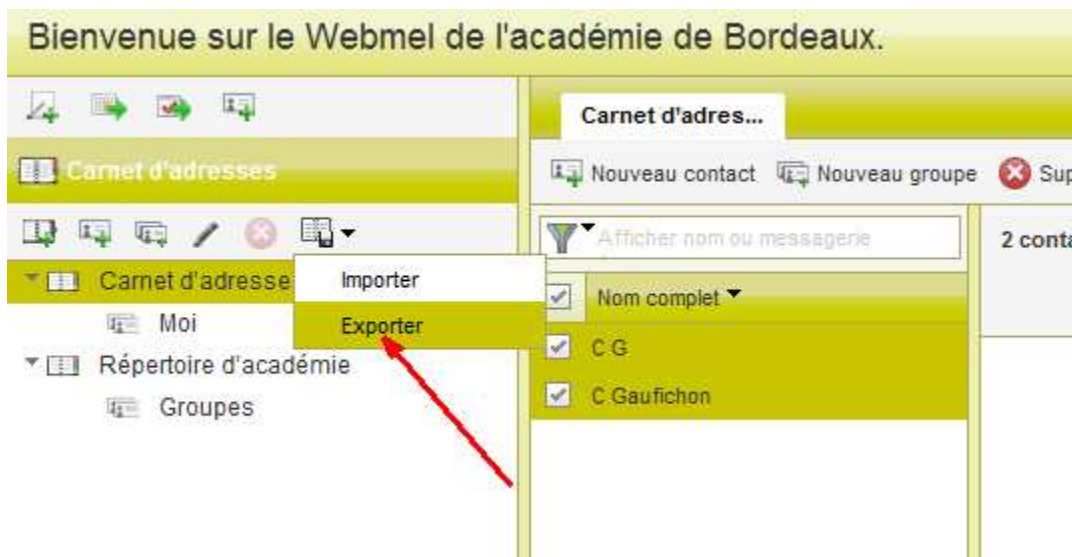 Bienvenue sur le Webmel de l'académie de Bordeaux.
Carnet d'adres...
Carnet d'adresses
Nouveau contact Nouveau groupe Sup
Afficher nom ou messagerie
2 conta
Carnet d'adresse
Importer
Exporter
Moi
Répertoire d'académie
Groupes
Nom complet
C G
C Gaufichon